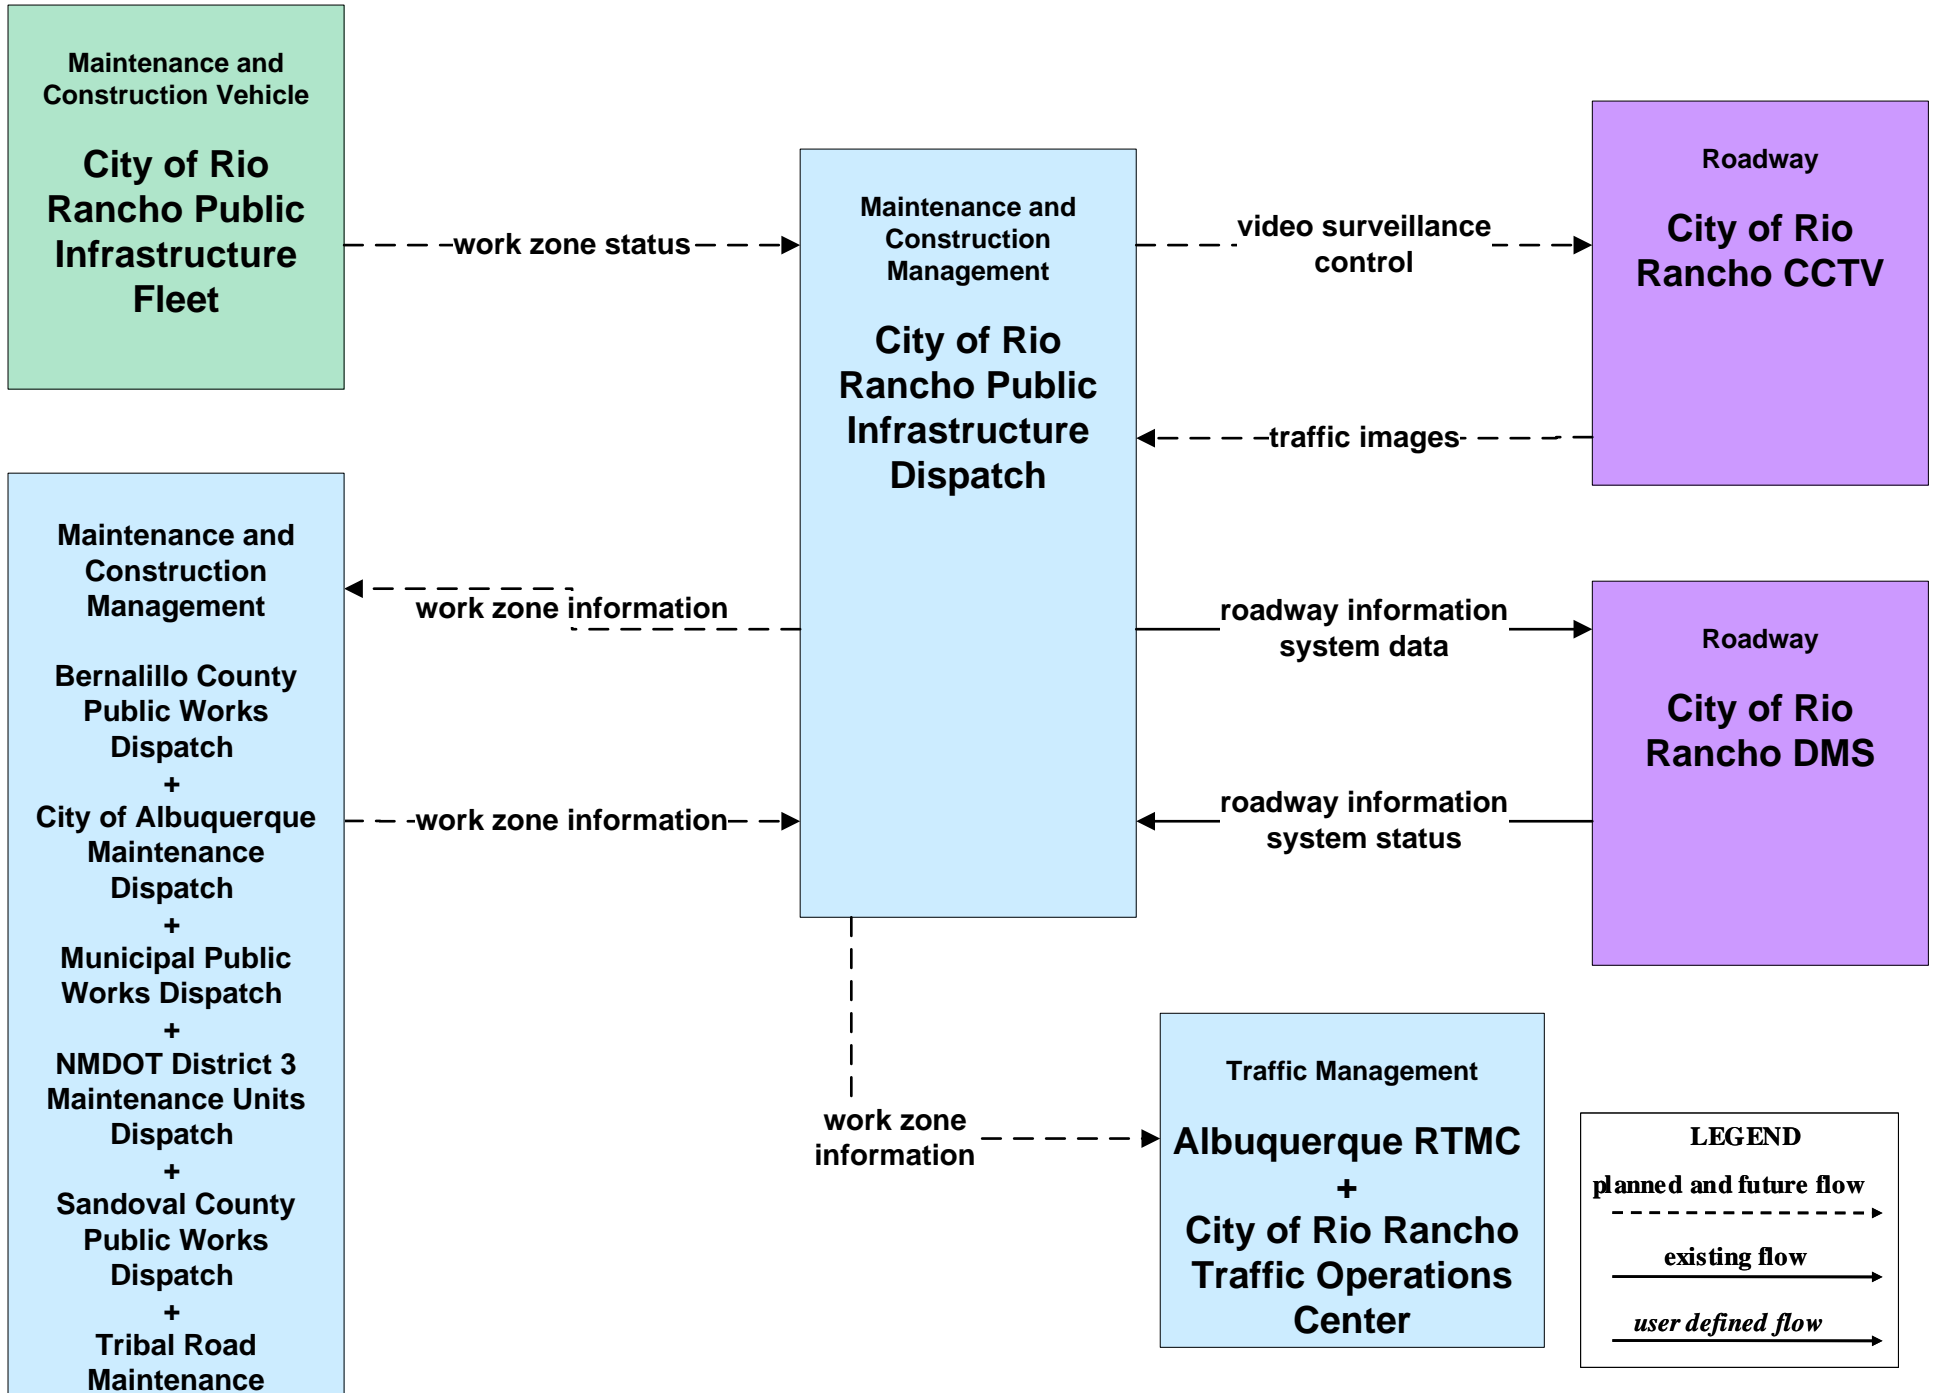 Maintenance and
Construction Vehicle
City of Rio
Rancho Public
Infrastructure
Fleet
work zone status
Maintenance and
Construction
Management
City of Rio
Rancho Public
Infrastructure
Dispatch
video surveillance
control
Roadway
City of Rio
Rancho CCTV
traffic images
Maintenance and
Construction
Management
Bernalillo County
Public Works
Dispatch
+
City of Albuquerque
Maintenance
Dispatch
+
Municipal Public
Works Dispatch
+
NMDOT District 3
Maintenance Units
Dispatch
+
Sandoval County
Public Works
Dispatch
+
Tribal Road
Maintenance
work zone information
work zone information
roadway information
system data
roadway information
system status
Roadway
City of Rio
Rancho DMS
work zone
information
Traffic Management
Albuquerque RTMC
+
City of Rio Rancho
Traffic Operations
Center
LEGEND
planned and future flow
existing flow
user defined flow